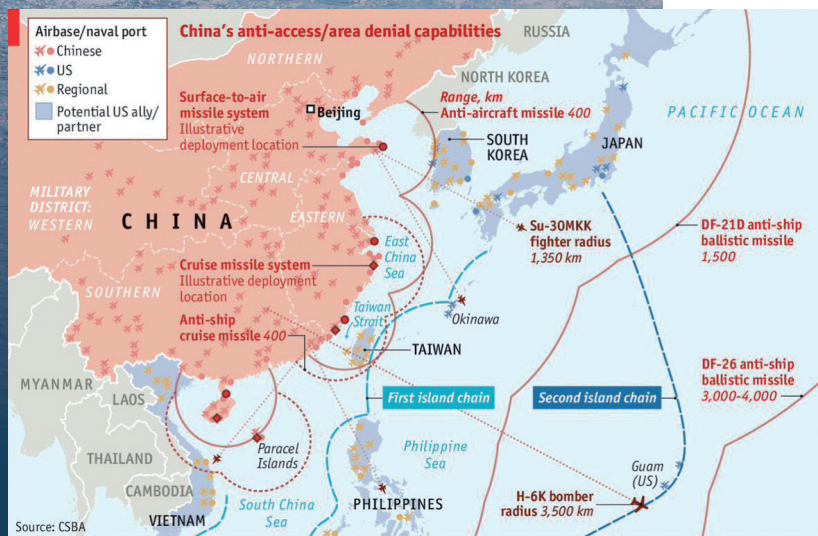 China's anti-access/area denial capabilities
Airbase/naval port
Chinese
US
Regional
Potential US ally/
partner
RUSSIA
NORTHERN
NORTH KOREA
Surface-to-air
missile system
Illustrative
deployment location
Beijing
Range, km
Anti-aircraft missile 400
PACIFIC OCEAN
SOUTH
KOREA
JAPAN
CENTRAL
MILITARY
DISTRICT:
WESTERN
CHINA
EASTERN
Su-30MKK
fighter radius
1,350 km
DF-21D anti-ship
ballistic missile
1,500
East
China
Sea
Cruise missile system
Illustrative deployment
location
SOUTHERN
Taiwan
Strait
Okinawa
Anti-ship
cruise missile 400
TAIWAN
MYANMAR
LAOS
First island chain
Second island chain
DF-26 anti-ship
ballistic missile
3,000-4,000
Paracel
Islands
Philippine
Sea
THAILAND
Guam
(US)
CAMBODIA
H-6K bomber
radius 3,500 km
South China
Sea
PHILIPPINES
VIETNAM
Source: CSBA